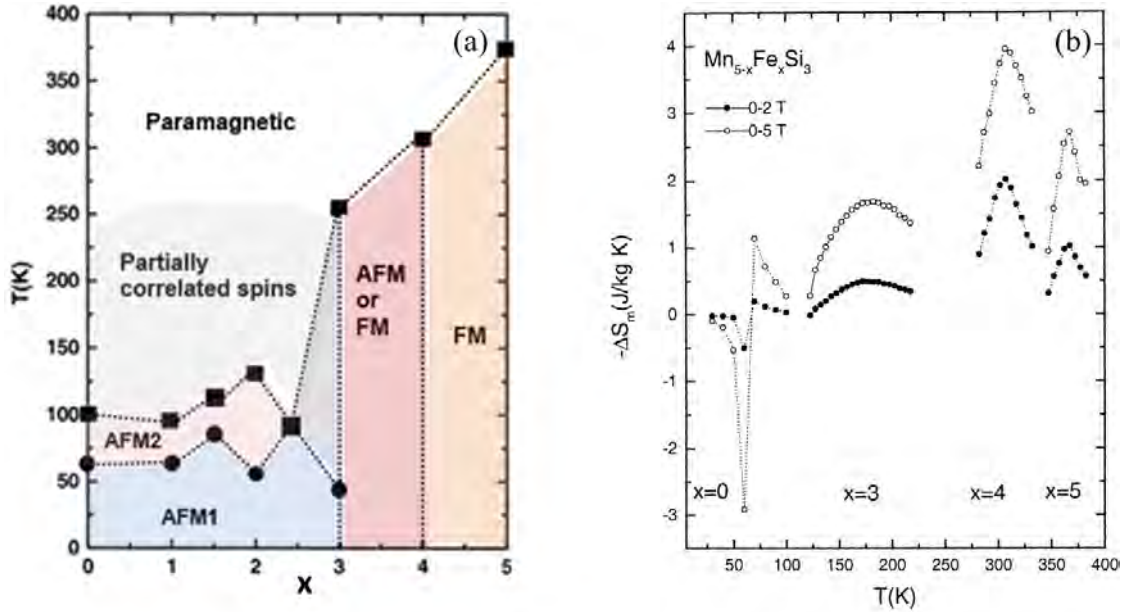 (a)
400
350
300
250
200
150
100
50
0
T(K)
Paramagnetic
Partially
correlated spins
AFM
or
FM
FM
AFM2
AFM1
0 1 2 3 4 5
X
(b)
4
3
2
1
0
-1
-2
-3
-ΔSm(J/kg K)
Mn5-xFexSi3
0-2 T
0-5 T
x=0 x=3 x=4 x=5
50 100 150 200 250 300 350 400
T(K)